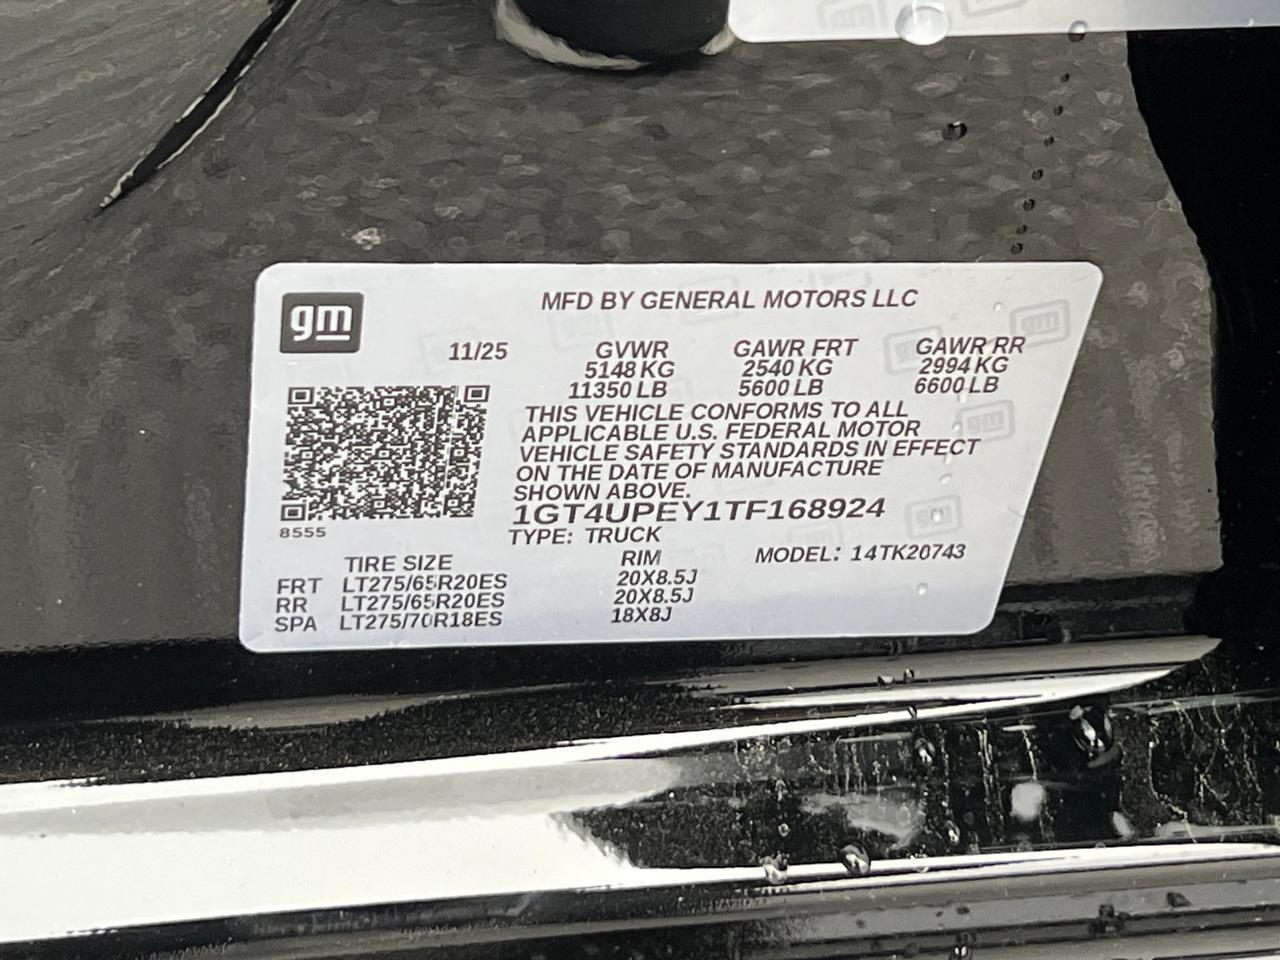 gm
MFD BY GENERAL MOTORS LLC
11/25 GVWR GAWR FRT GAWR RR
5148 KG 2540 KG 2994 KG
11350 LB 5600 LB 6600 LB
THIS VEHICLE CONFORMS TO ALL
APPLICABLE U.S. FEDERAL MOTOR
VEHICLE SAFETY STANDARDS IN EFFECT
ON THE DATE OF MANUFACTURE
SHOWN ABOVE.
1GT4UPEY1TF168924
8555
TYPE: TRUCK
MODEL: 14TK20743
TIRE SIZE RIM
FRT LT275/65R20ES 20X8.5J
RR LT275/65R20ES 20X8.5J
SPA LT275/70R18ES 18X8J